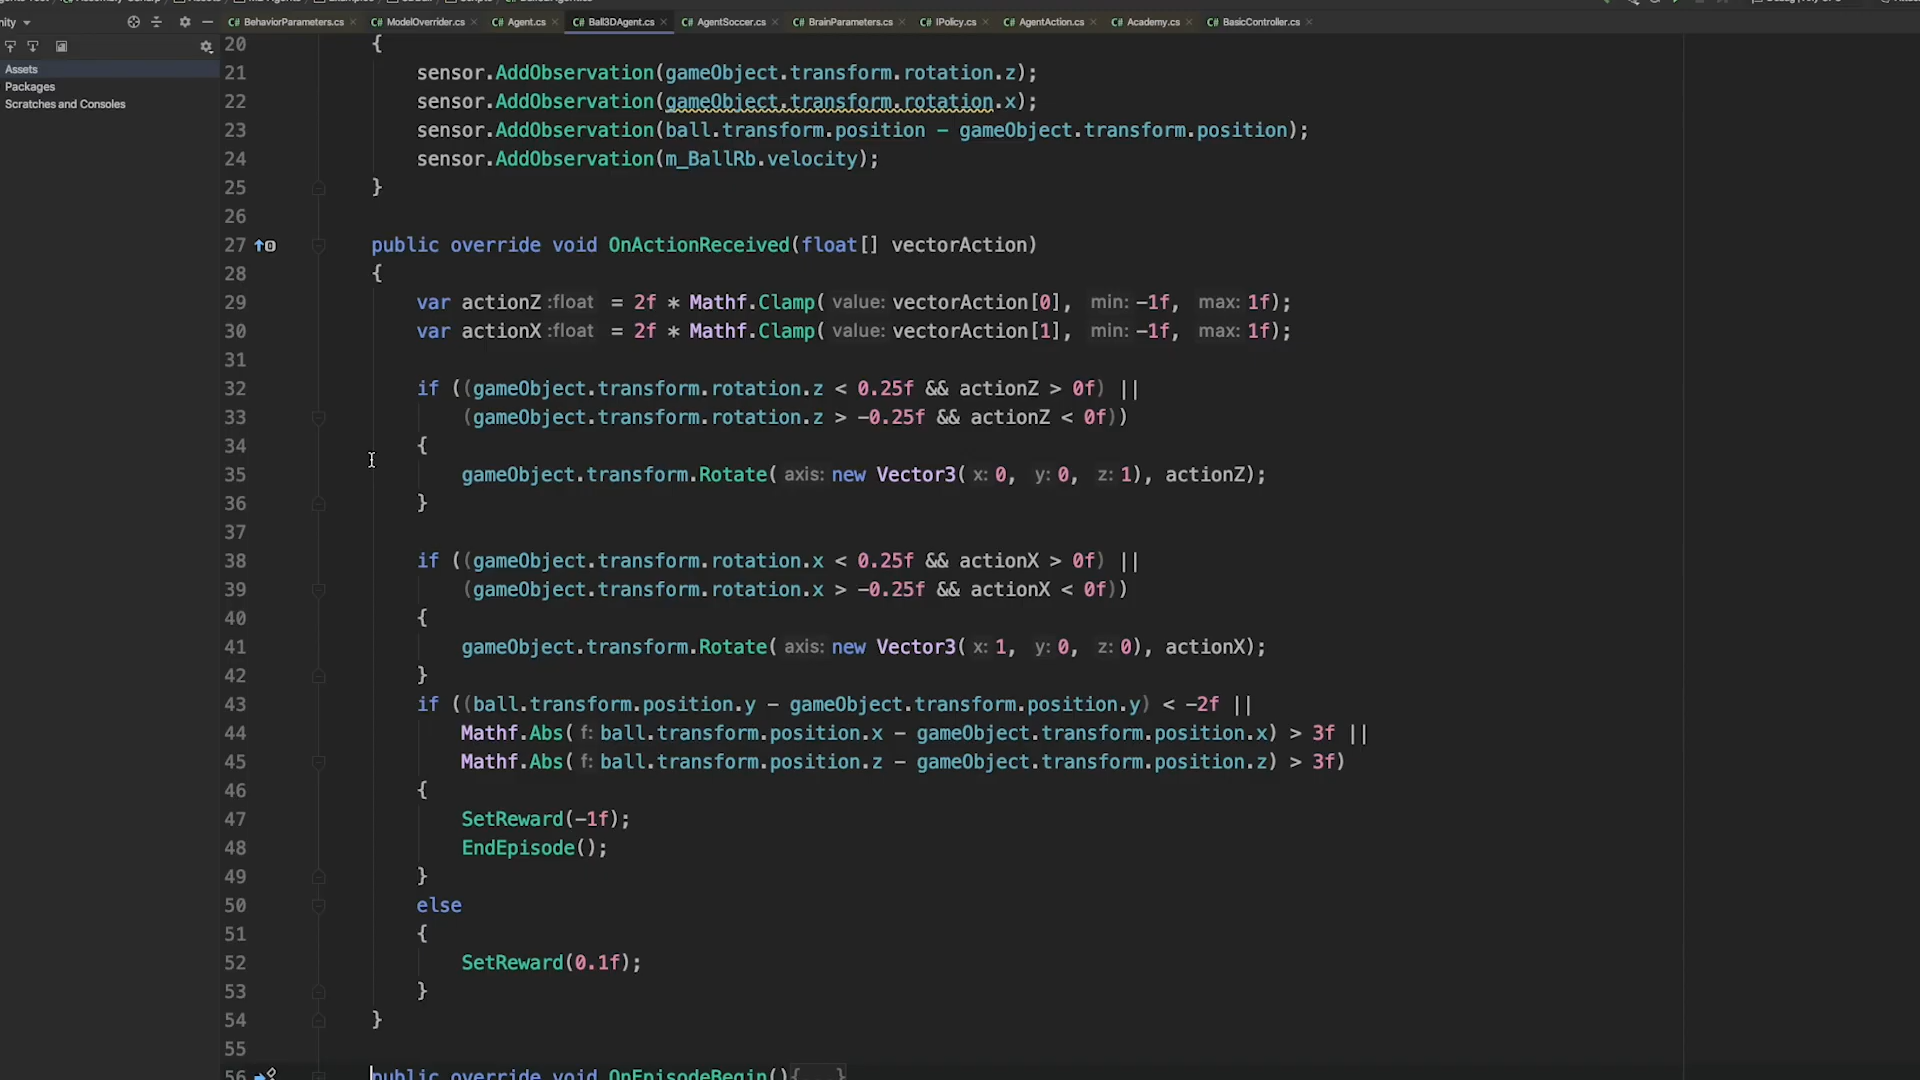 BehaviorParameters.cs ModelOverrider.cs Agent.cs Ball3DAgent.cs AgentSoccer.cs BrainParameters.cs IPolicy.cs AgentAction.cs Academy.cs BasicController.cs
Assets
Packages
Scratches and Consoles
20 {
21 sensor.AddObservation(gameObject.transform.rotation.z);
22 sensor.AddObservation(gameObject.transform.rotation.x);
23 sensor.AddObservation(ball.transform.position - gameObject.transform.position);
24 sensor.AddObservation(m_BallRb.velocity);
25 }
26
27 public override void OnActionReceived(float[] vectorAction)
28 {
29 var actionZ :float = 2f * Mathf.Clamp( value: vectorAction[0], min: -1f, max: 1f);
30 var actionX :float = 2f * Mathf.Clamp( value: vectorAction[1], min: -1f, max: 1f);
31
32 if ((gameObject.transform.rotation.z < 0.25f && actionZ > 0f) ||
33 (gameObject.transform.rotation.z > -0.25f && actionZ < 0f))
34 {
35 gameObject.transform.Rotate( axis: new Vector3( x: 0, y: 0, z: 1), actionZ);
36 }
37
38 if ((gameObject.transform.rotation.x < 0.25f && actionX > 0f) ||
39 (gameObject.transform.rotation.x > -0.25f && actionX < 0f))
40 {
41 gameObject.transform.Rotate( axis: new Vector3( x: 1, y: 0, z: 0), actionX);
42 }
43 if ((ball.transform.position.y - gameObject.transform.position.y) < -2f ||
44 Mathf.Abs( f: ball.transform.position.x - gameObject.transform.position.x) > 3f ||
45 Mathf.Abs( f: ball.transform.position.z - gameObject.transform.position.z) > 3f)
46 {
47 SetReward(-1f);
48 EndEpisode();
49 }
50 else
51 {
52 SetReward(0.1f);
53 }
54 }
55
56 public override void OnEpisodeBegin(){...}